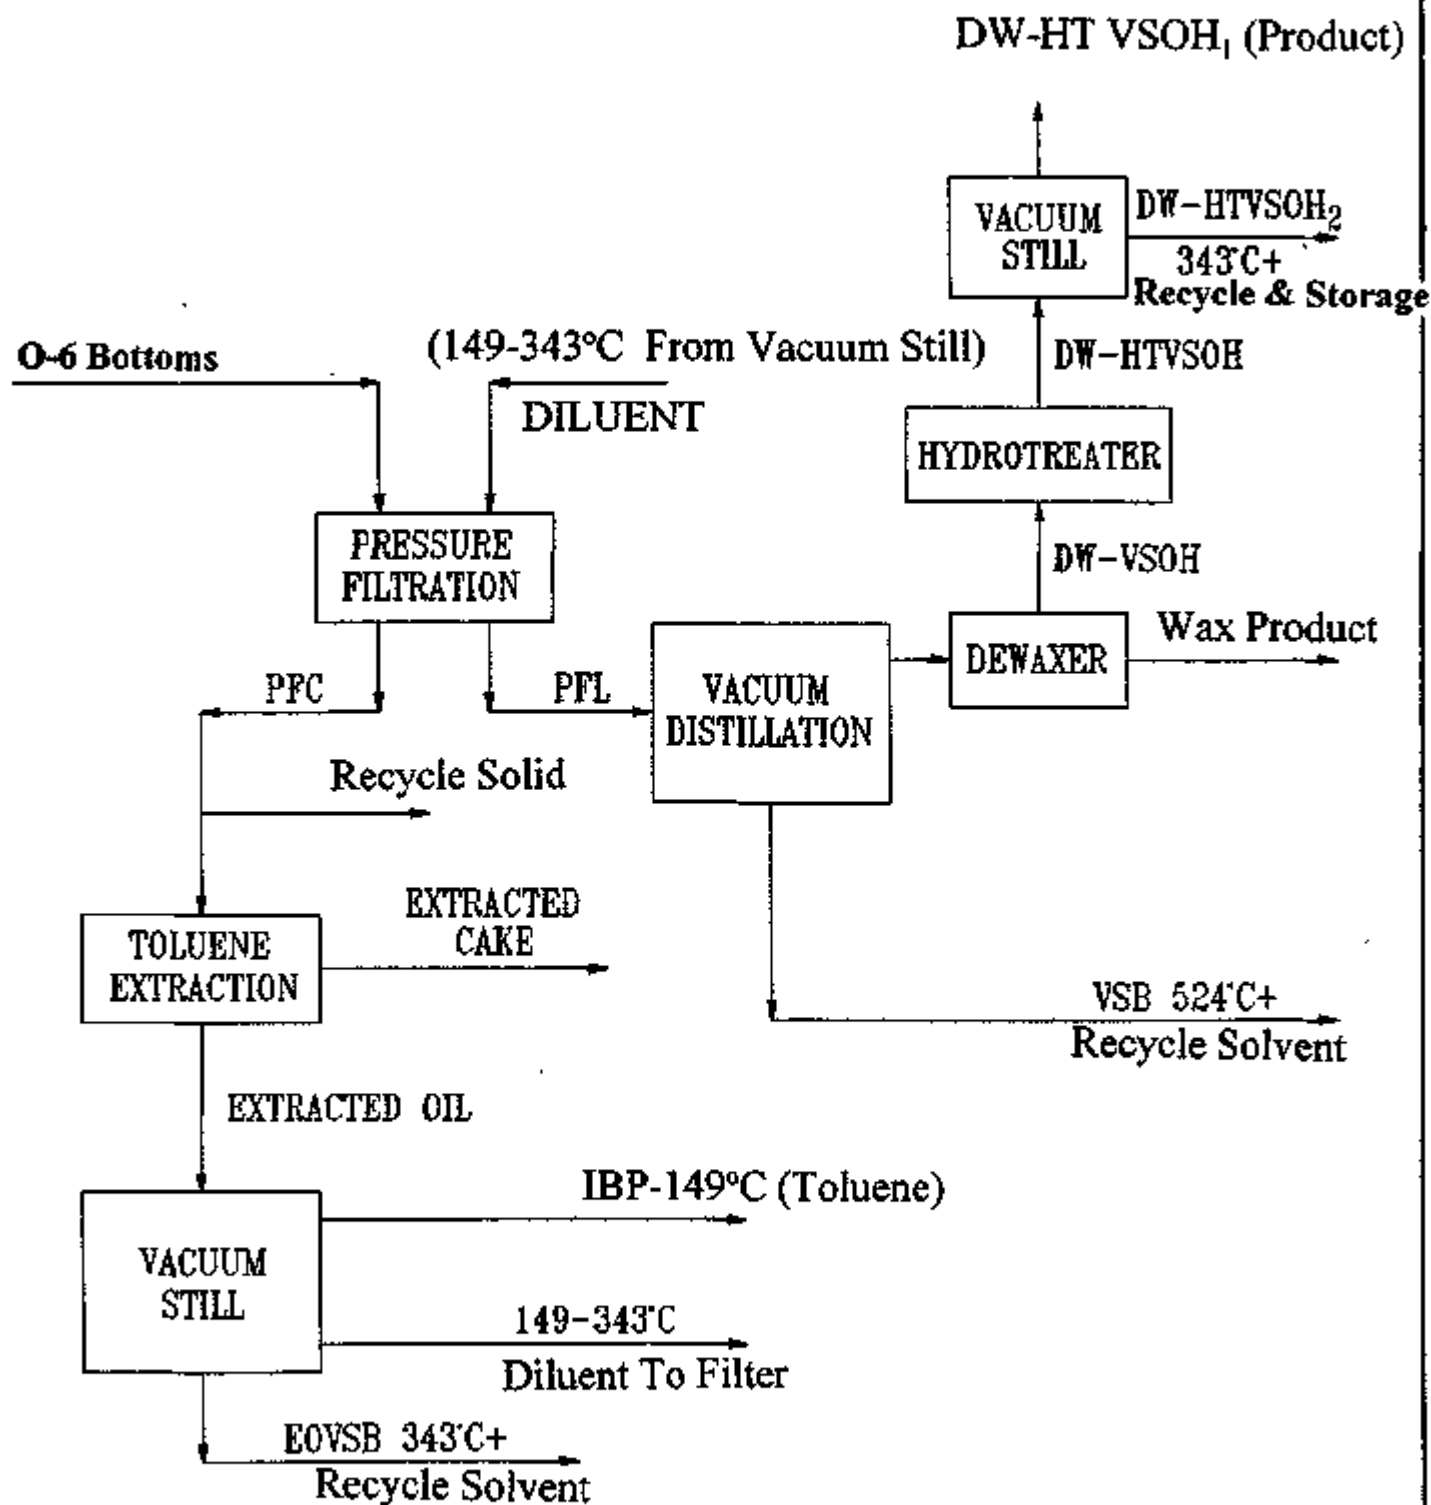 DW-HT VSOH₁ (Product)
VACUUM
STILL
DW-HTVSOH₂
343°C+
Recycle & Storage
O-6 Bottoms
(149-343°C From Vacuum Still)
DILUENT
DW-HTVSOH
HYDROTREATER
PRESSURE
FILTRATION
DW-VSOH
DEWAXER
Wax Product
PFC
PFL
VACUUM
DISTILLATION
Recycle Solid
TOLUENE
EXTRACTION
EXTRACTED
CAKE
VSB 524°C+
Recycle Solvent
EXTRACTED OIL
IBP-149°C (Toluene)
VACUUM
STILL
149-343°C
Diluent To Filter
EOVSB 343°C+
Recycle Solvent